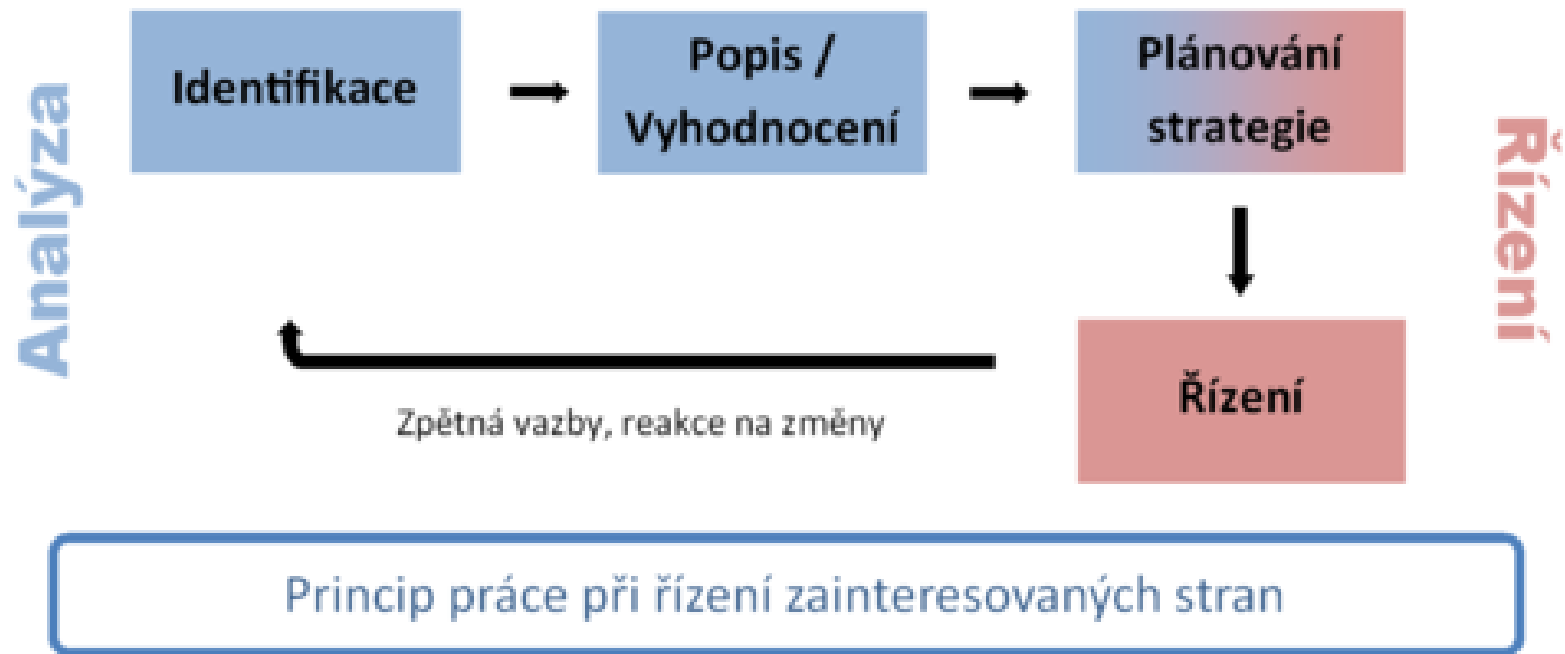 Analýza
Identifikace
Popis /
Vyhodnocení
Plánování
strategie
Řízení
Řízení
Zpětná vazby, reakce na změny
Princip práce při řízení zainteresovaných stran